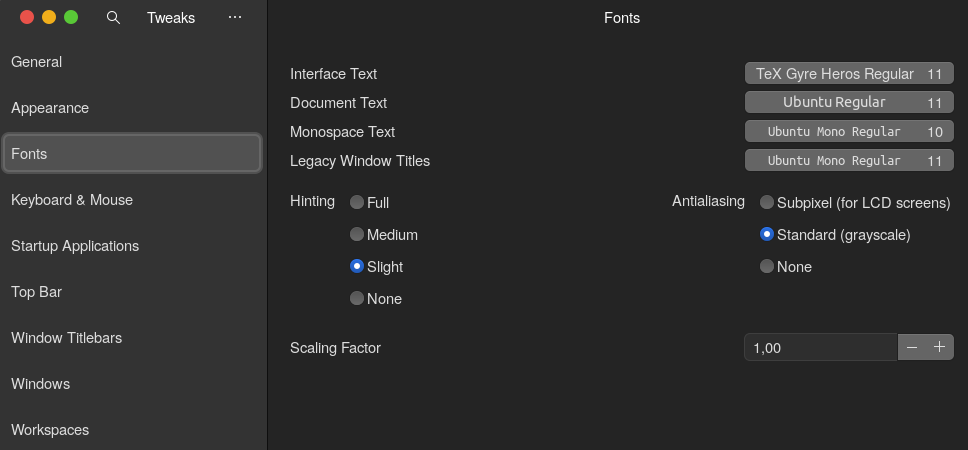 Tweaks
General
Appearance
Fonts
Keyboard & Mouse
Startup Applications
Top Bar
Window Titlebars
Windows
Workspaces
Fonts
Interface Text TeX Gyre Heros Regular 11
Document Text Ubuntu Regular 11
Monospace Text Ubuntu Mono Regular 10
Legacy Window Titles Ubuntu Mono Regular 11
Hinting Full
Medium
Slight
None
Antialiasing Subpixel (for LCD screens)
Standard (grayscale)
None
Scaling Factor 1,00